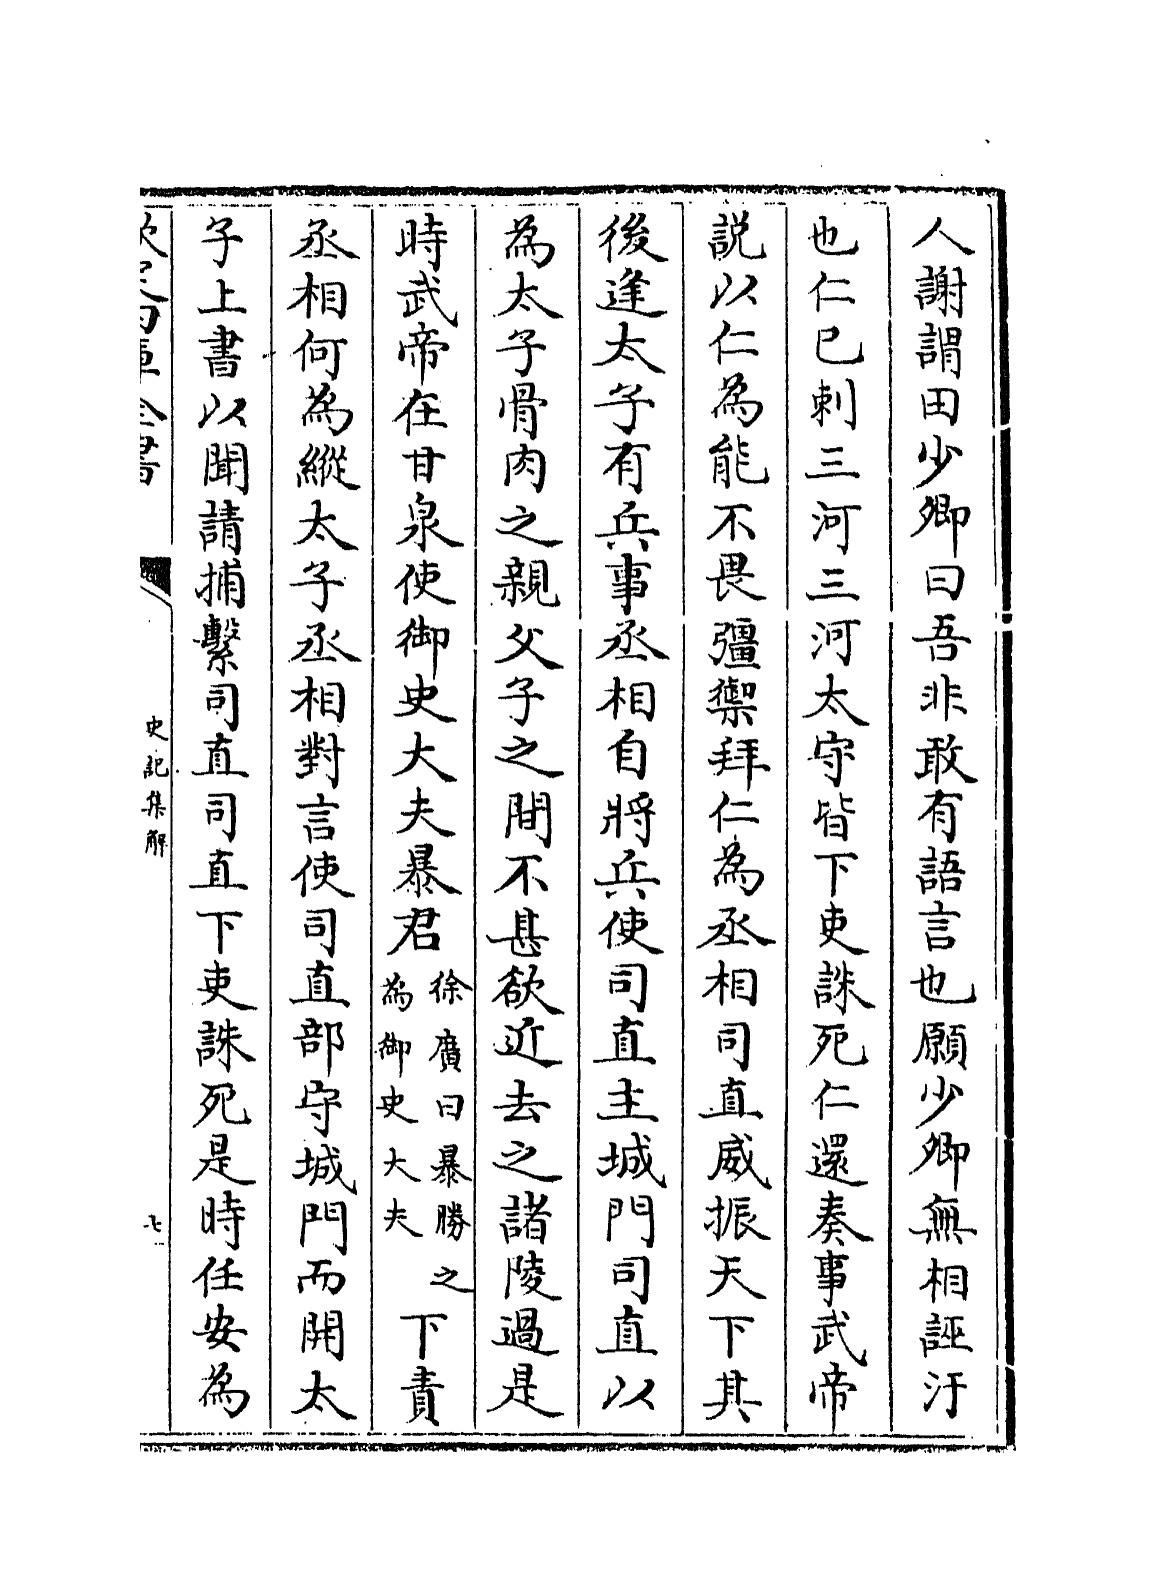 人謝謂田少卿曰吾非敢有語言也願少卿無相誣汙
也仁已刺三河三河太守皆下吏誅死仁還奏事武帝
說以仁為能不畏彊禦拜仁為丞相司直威振天下其
後逢太子有兵事丞相自將兵使司直主城門司直以
為太子骨肉之親父子之間不甚欲近去之諸陵過是
時武帝在甘泉使御史大夫暴君徐廣曰暴勝之為御史大夫下責
丞相何為縱太子丞相對言使司直部守城門而開太
子上書以聞請捕繫司直司直下吏誅死是時任安為
欽定四庫全書
史記集解
七